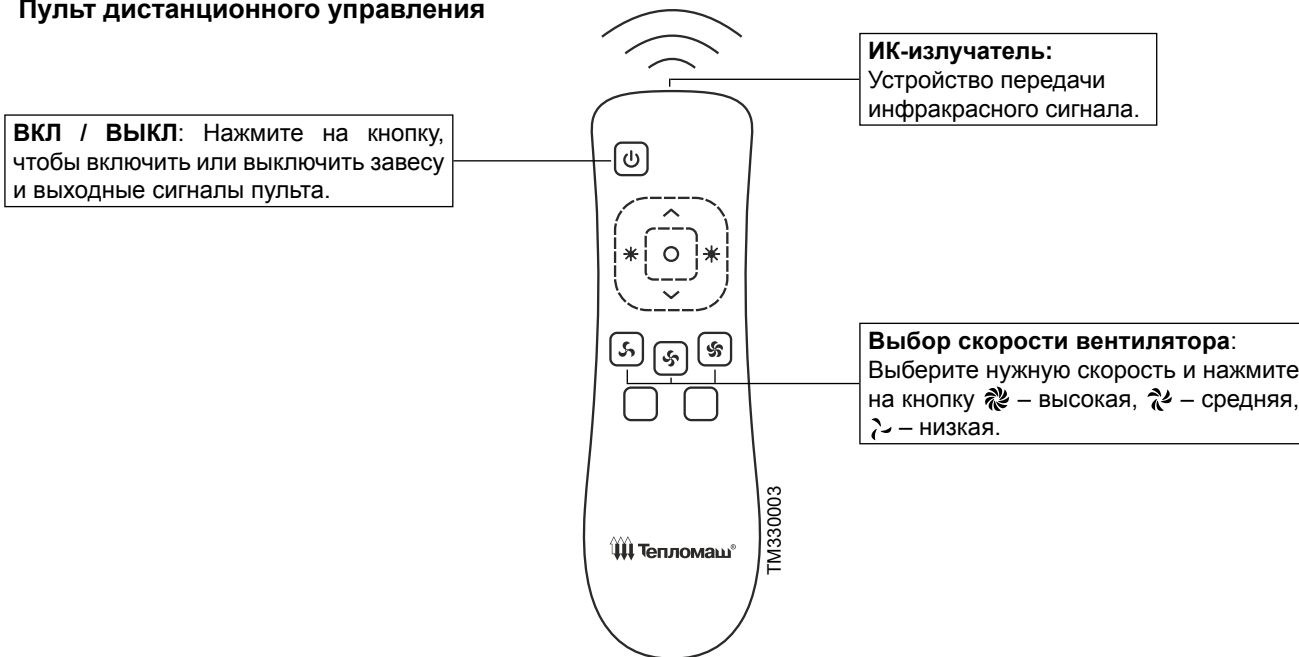 Пульт дистанционного управления
ИК-излучатель:
Устройство передачи
инфракрасного сигнала.
ВКЛ / ВЫКЛ: Нажмите на кнопку,
чтобы включить или выключить завесу
и выходные сигналы пульта.
Выбор скорости вентилятора:
Выберите нужную скорость и нажмите
на кнопку – высокая, – средняя,
– низкая.
TM330003
Тепломаш®